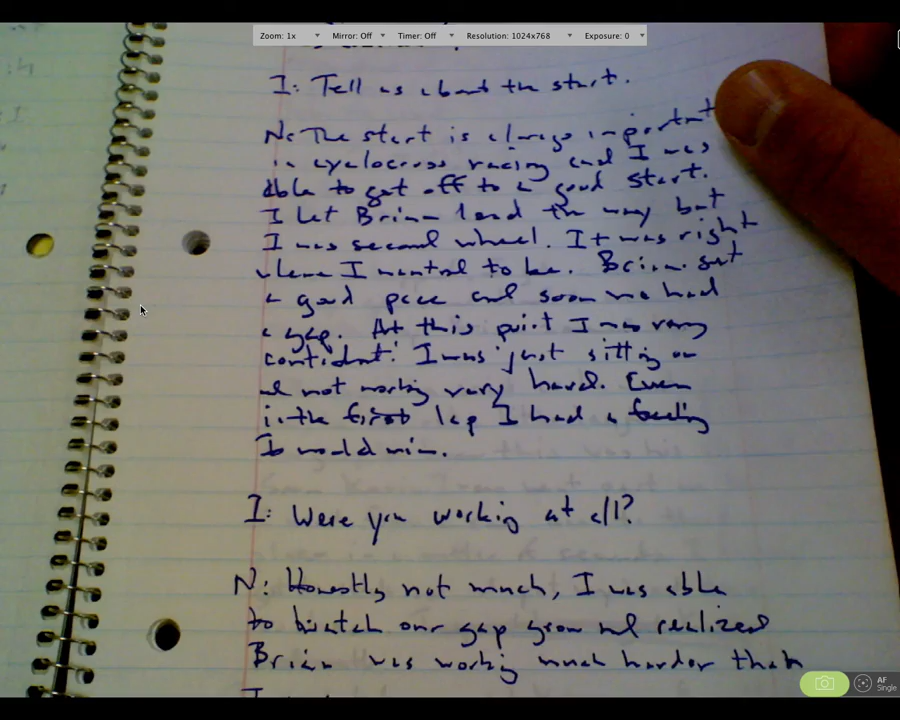 Zoom: 1x Mirror: Off Timer: Off Resolution: 1024x768 Exposure: 0
I: Tell us about the start.
N: The start is always important
in cyclocross racing and I was
able to get off to a good start.
I let Brian lead the way but
I was second wheel. It was right
where I wanted to be. Brian set
a good pace and soon we had
a gap. At this point I was very
confident. I was just sitting on
and not working very hard. Even
in the first lap I had a feeling
I would win.
I: Were you working at all?
N: Honestly not much, I was able
to watch our gap grow and realized
Brian was working much harder than
I
AF
Single